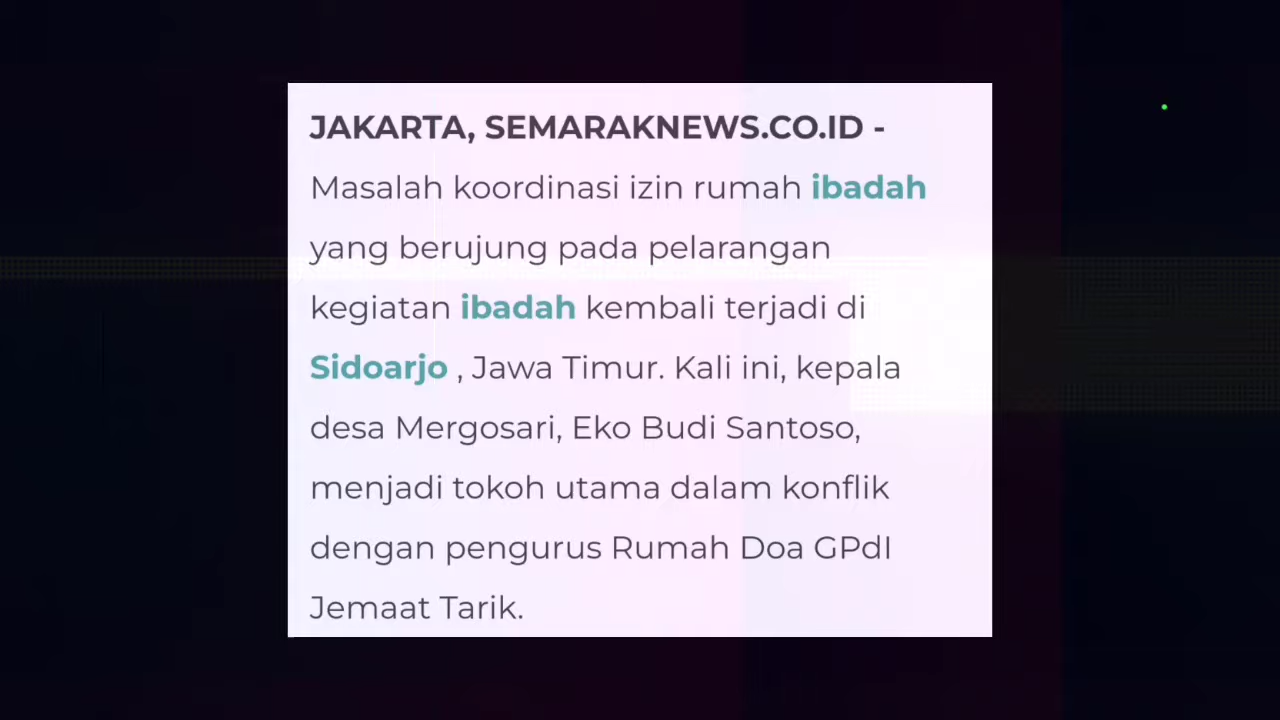 JAKARTA, SEMARAKNEWS.CO.ID -
Masalah koordinasi izin rumah ibadah
yang berujung pada pelarangan
kegiatan ibadah kembali terjadi di
Sidoarjo , Jawa Timur. Kali ini, kepala
desa Mergosari, Eko Budi Santoso,
menjadi tokoh utama dalam konflik
dengan pengurus Rumah Doa GPdI
Jemaat Tarik.